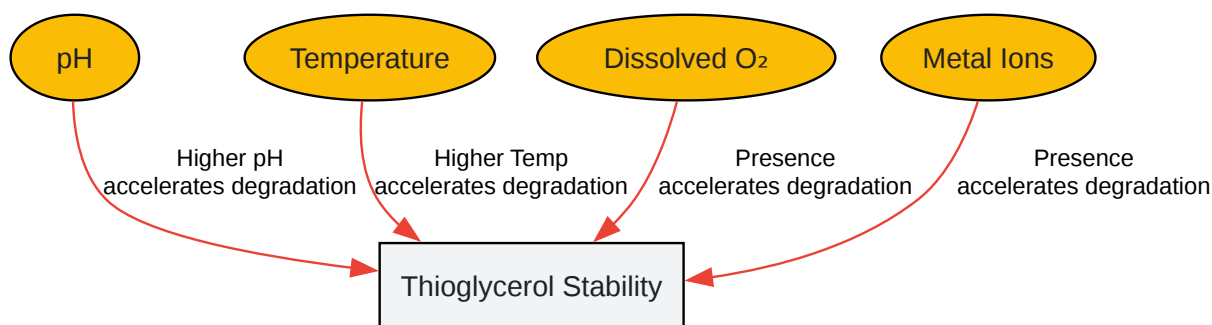 pH
Temperature
Dissolved O₂
Metal Ions
Higher pH
accelerates degradation
Higher Temp
accelerates degradation
Presence
accelerates degradation
Presence
accelerates degradation
Thioglycerol Stability